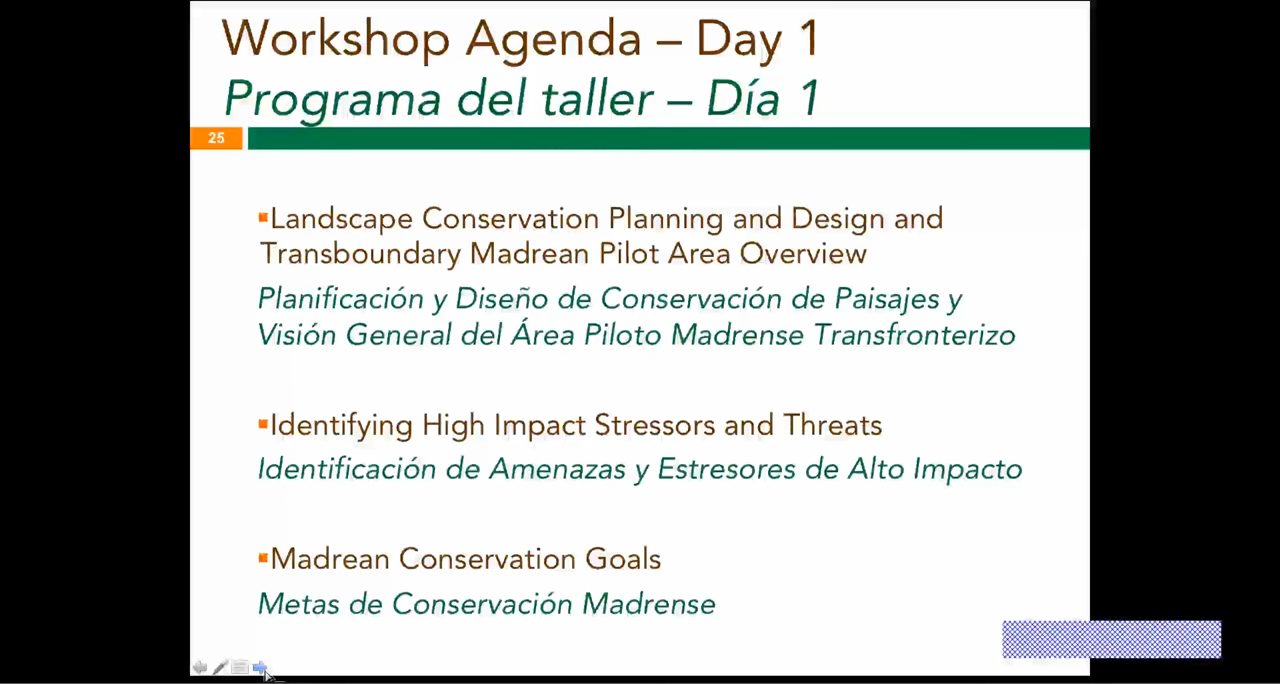 Workshop Agenda – Day 1
Programa del taller – Día 1
25
▪Landscape Conservation Planning and Design and
Transboundary Madrean Pilot Area Overview
Planificación y Diseño de Conservación de Paisajes y
Visión General del Área Piloto Madrense Transfronterizo
▪Identifying High Impact Stressors and Threats
Identificación de Amenazas y Estresores de Alto Impacto
▪Madrean Conservation Goals
Metas de Conservación Madrense